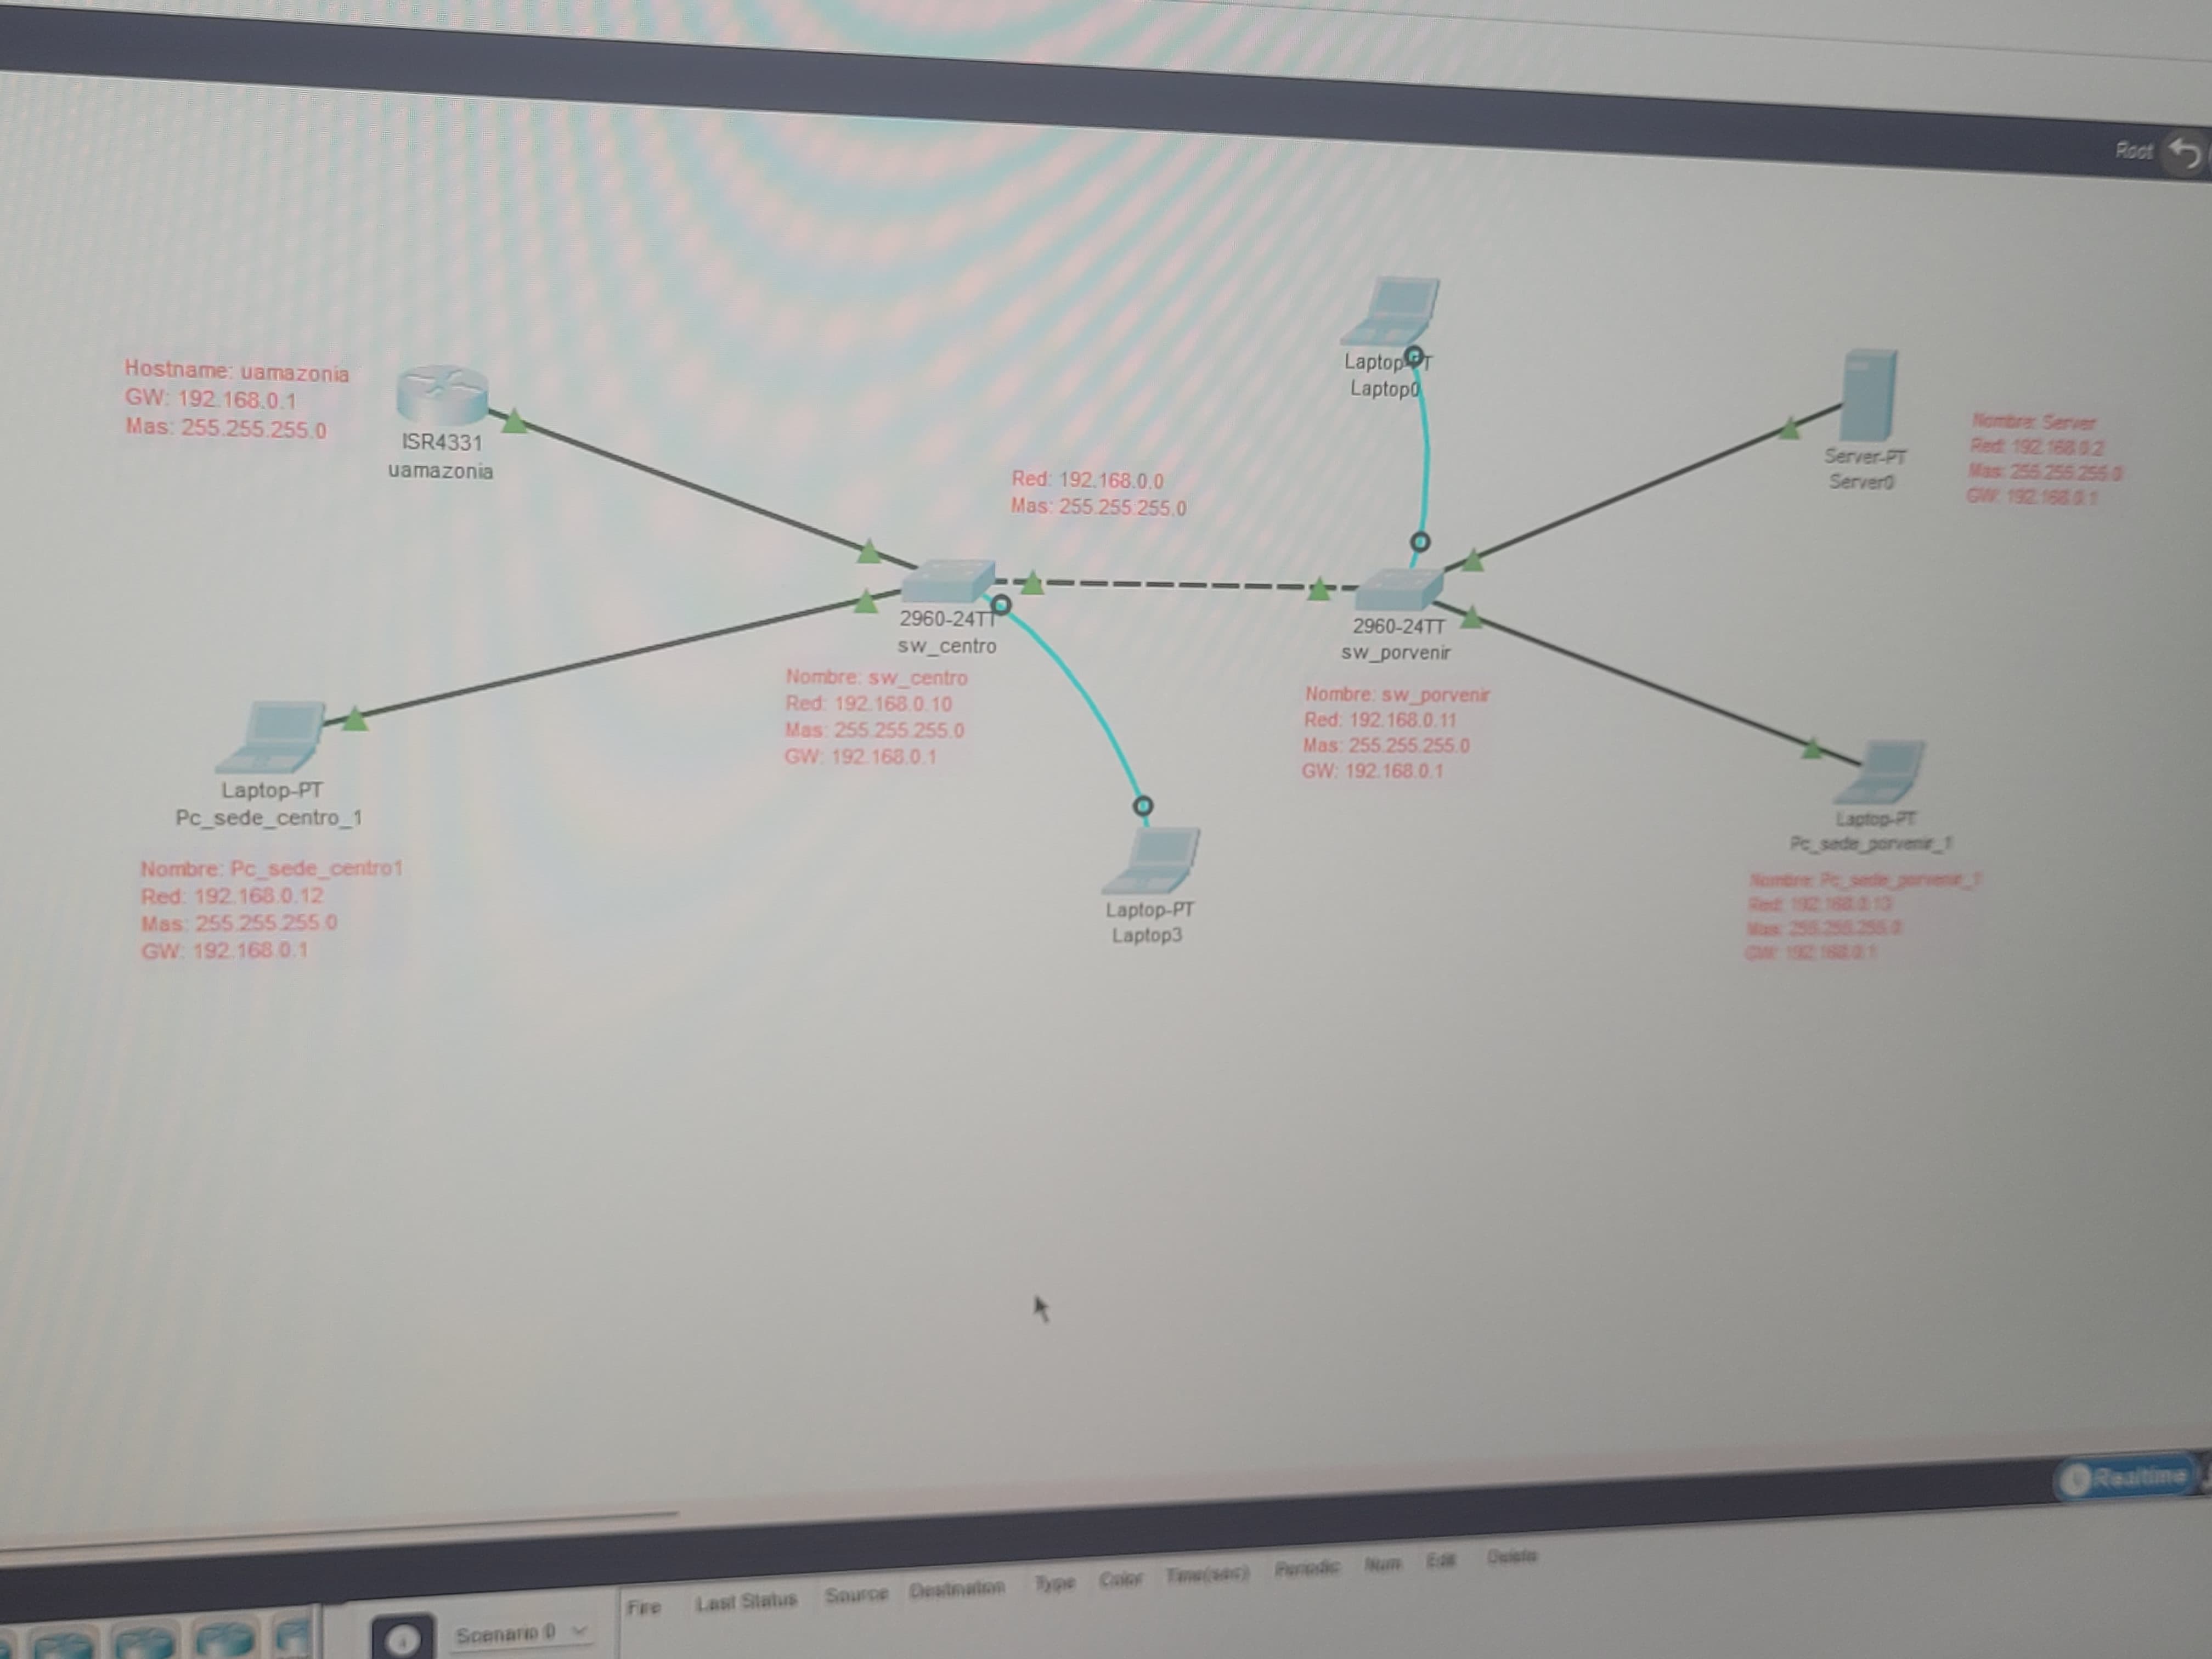 Root
Hostname: uamazonia
GW: 192.168.0.1
Mas: 255.255.255.0
ISR4331
uamazonia
Laptop-PT
Laptop0
Server-PT
Server0
Nombre: Server
Red: 192.168.0.2
Mas: 255.255.255.0
GW: 192.168.0.1
Red: 192.168.0.0
Mas: 255.255.255.0
2960-24TT
sw_centro
Nombre: sw_centro
Red: 192.168.0.10
Mas: 255.255.255.0
GW: 192.168.0.1
2960-24TT
sw_porvenir
Nombre: sw_porvenir
Red: 192.168.0.11
Mas: 255.255.255.0
GW: 192.168.0.1
Laptop-PT
Pc_sede_centro_1
Nombre: Pc_sede_centro1
Red: 192.168.0.12
Mas: 255.255.255.0
GW: 192.168.0.1
Laptop-PT
Laptop3
Laptop-PT
Pc_sede_porvenir_1
Nombre: Pc_sede_porvenir_1
Red: 192.168.0.13
Mas: 255.255.255.0
GW: 192.168.0.1
Realtime
Fire Last Status Source Destination Type Color Time(sec) Periodic Num Edit Delete
Scenario 0